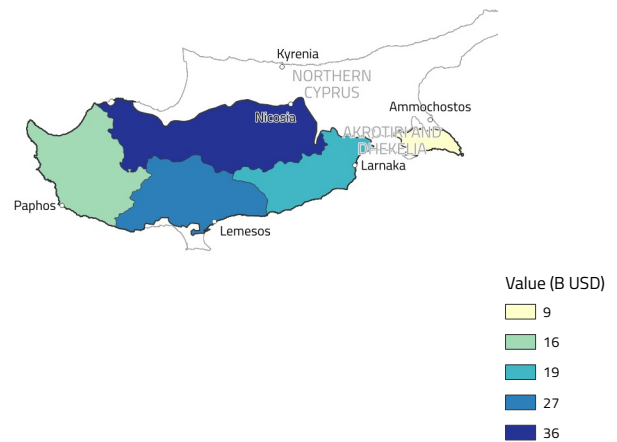 Kyrenia
NORTHERN
CYPRUS
Ammochostos
Nicosia
AKROTIRI AND
DHEKELIA
Larnaka
Paphos
Lemesos
Value (B USD)
9
16
19
27
36